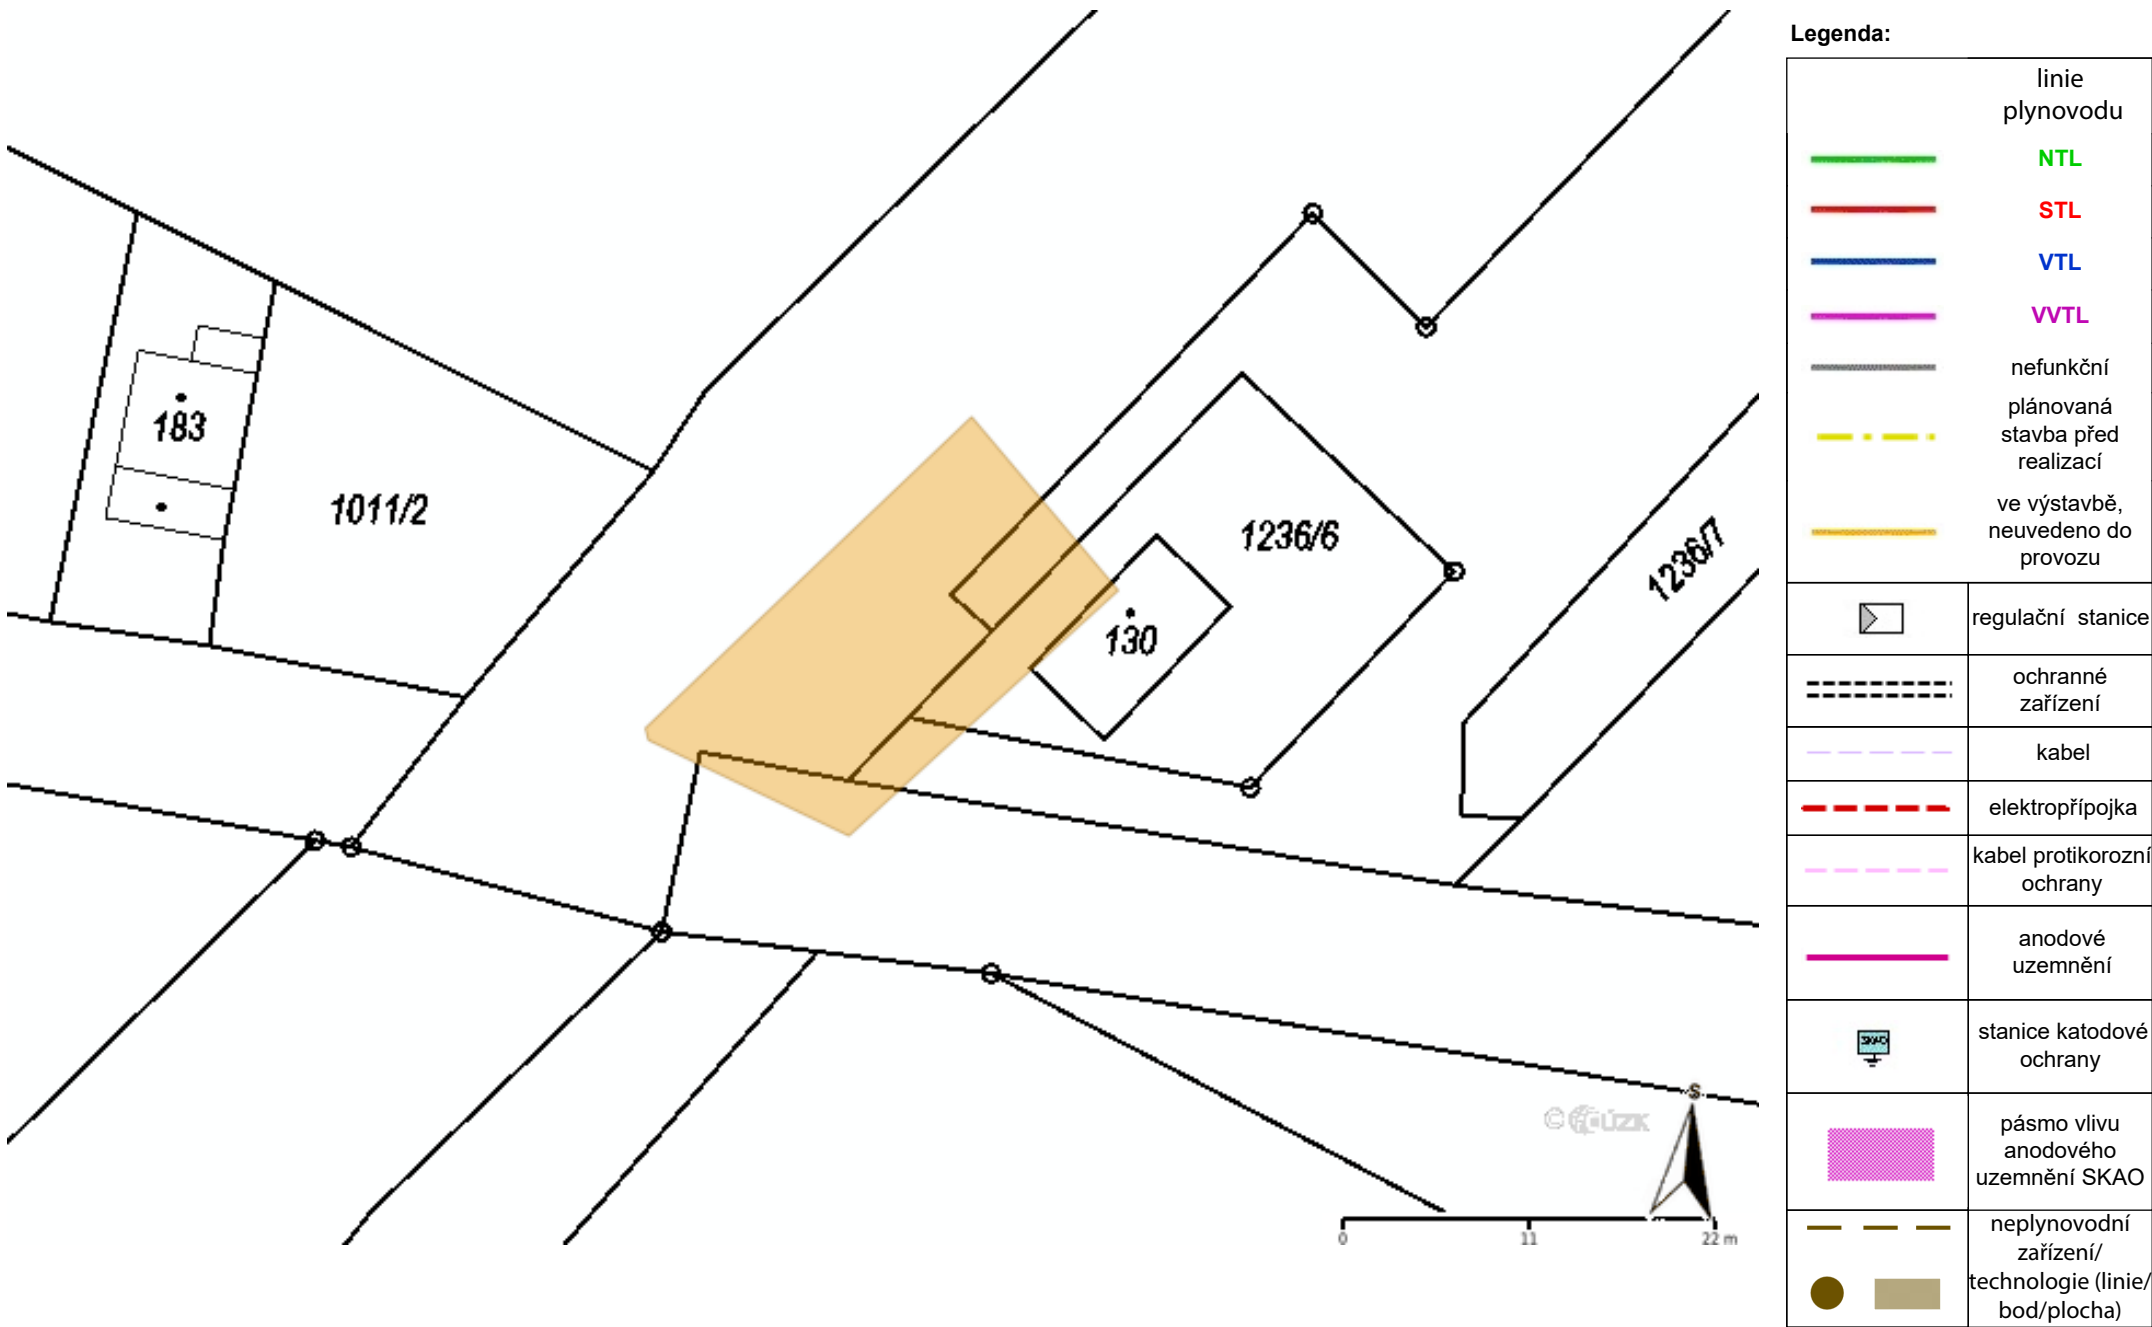 Legenda:
linie
plynovodu
NTL
STL
VTL
VVTL
nefunkční
plánovaná
stavba před
realizací
ve výstavbě,
neuvedeno do
provozu
regulační stanice
ochranné
zařízení
kabel
elektropřípojka
kabel protikorozní
ochrany
anodové
uzemnění
SKAO
stanice katodové
ochrany
pásmo vlivu
anodového
uzemnění SKAO
neplynovodní
zařízení/
technologie (linie/
bod/plocha)
183
1011/2
1236/6
1236/7
130
S
© ČÚZK
0 11 22 m